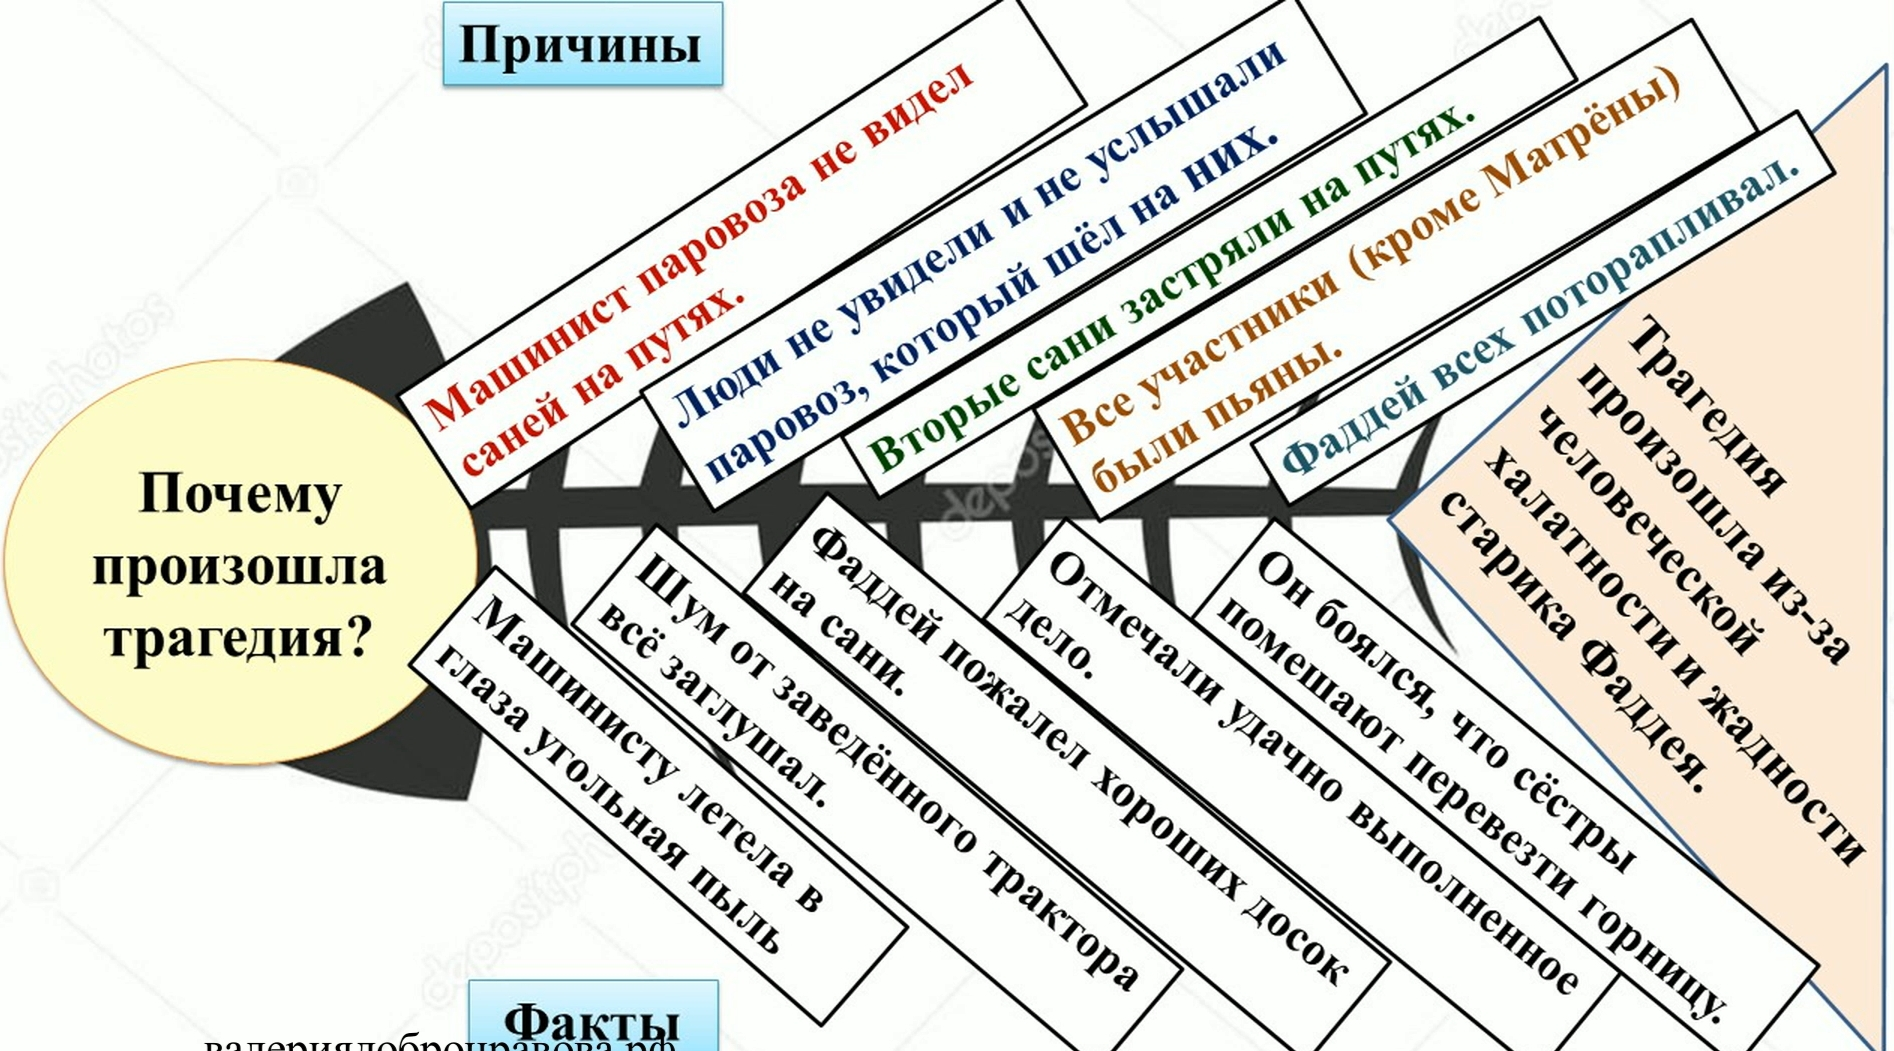 Причины
Машинист паровоза не видел
саней на путях.
Люди не увидели и не услышали
паровоз, который шёл на них.
Вторые сани застряли на путях.
Все участники (кроме Матрёны)
были пьяны.
Фаддей всех поторапливал.
Почему
произошла
трагедия?
Трагедия
произошла из-за
человеческой
халатности и жадности
старика Фаддея.
Машинисту летела в
глаза угольная пыль
Шум от заведённого трактора
всё заглушал.
Фаддей пожалел хороших досок
на сани.
Отмечали удачно выполненное
дело.
Он боялся, что сёстры
помешают перевезти горницу.
Факты
валериядобронравова.рф
depositphotos